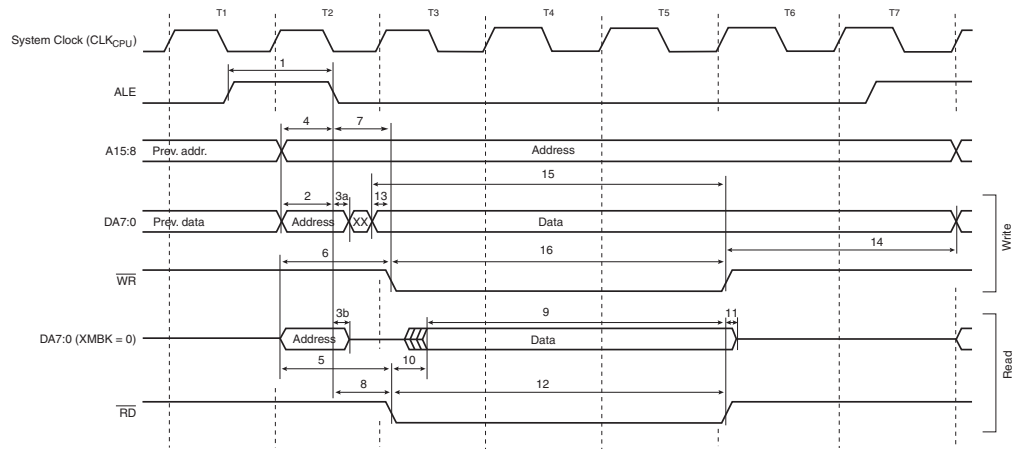 T1 T2 T3 T4 T5 T6 T7
System Clock (CLKCPU)
1
ALE
4 7
A15:8 Prev. addr. Address
15
2 3a 13
DA7:0 Prev. data Address XX Data
14
6 16
WR
Write
3b 9 11
DA7:0 (XMBK = 0) Address Data
5 10
8 12
RD
Read